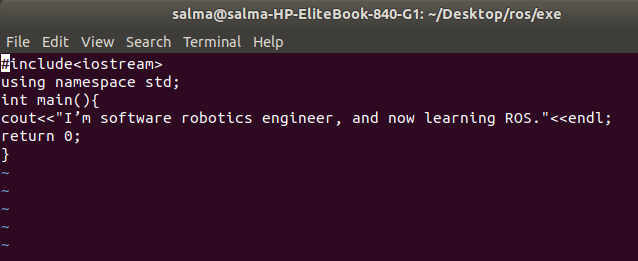 salma@salma-HP-EliteBook-840-G1: ~/Desktop/ros/exe
File Edit View Search Terminal Help
#include<iostream>
using namespace std;
int main(){
cout<<"I’m software robotics engineer, and now learning ROS."<<endl;
return 0;
}
~
~
~
~
~